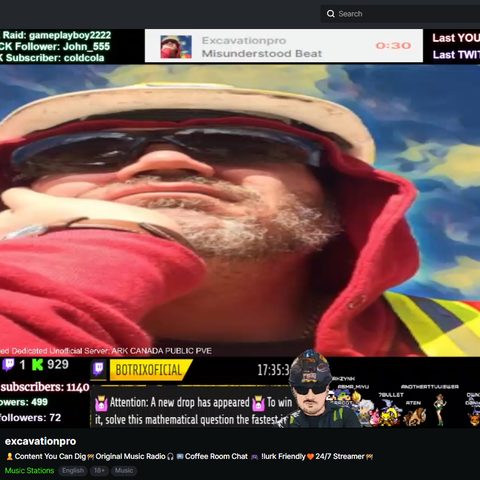 Search
Raid: gameplayboy2222
CK Follower: John_555
K Subscriber: coldcola
Excavationpro
Misunderstood Beat
0:30
Last YOU
Last TWIT
ed Dedicated Unofficial Server: ARK CANADA PUBLIC PVE
1 K 929
BOTRIXOFICIAL
17:35:3
subscribers: 1140
owers: 499
followers: 72
Attention: A new drop has appeared To win
it, solve this mathematical question the fastest
7BULLET
ATEN
ANOTHERTTVVIEWER
excavationpro
Content You Can Dig Original Music Radio Coffee Room Chat !lurk Friendly 24/7 Streamer
Music Stations English 18+ Music